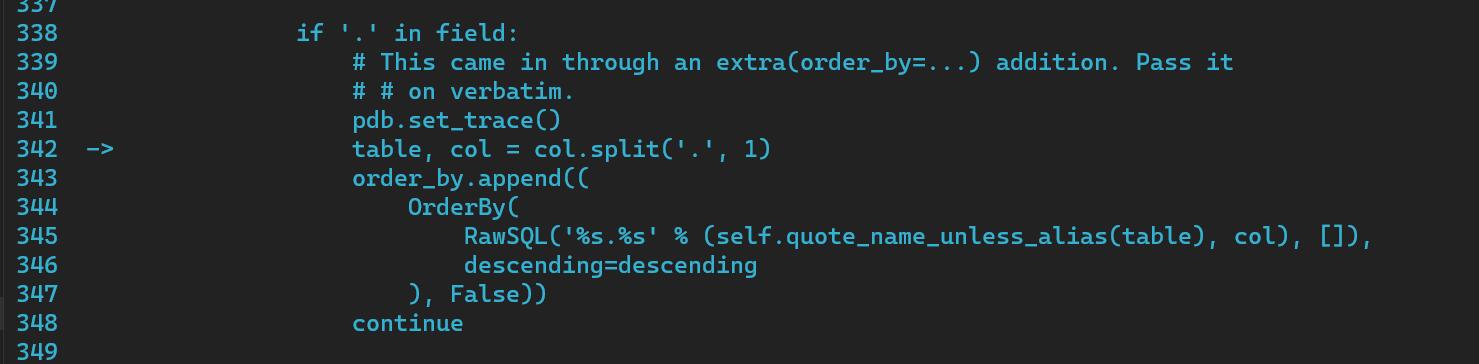 337
338                 if '.' in field:
339                     # This came in through an extra(order_by=...) addition. Pass it
340                     # # on verbatim.
341                     pdb.set_trace()
342  ->                 table, col = col.split('.', 1)
343                     order_by.append((
344                         OrderBy(
345                             RawSQL('%s.%s' % (self.quote_name_unless_alias(table), col), []),
346                             descending=descending
347                         ), False))
348                     continue
349